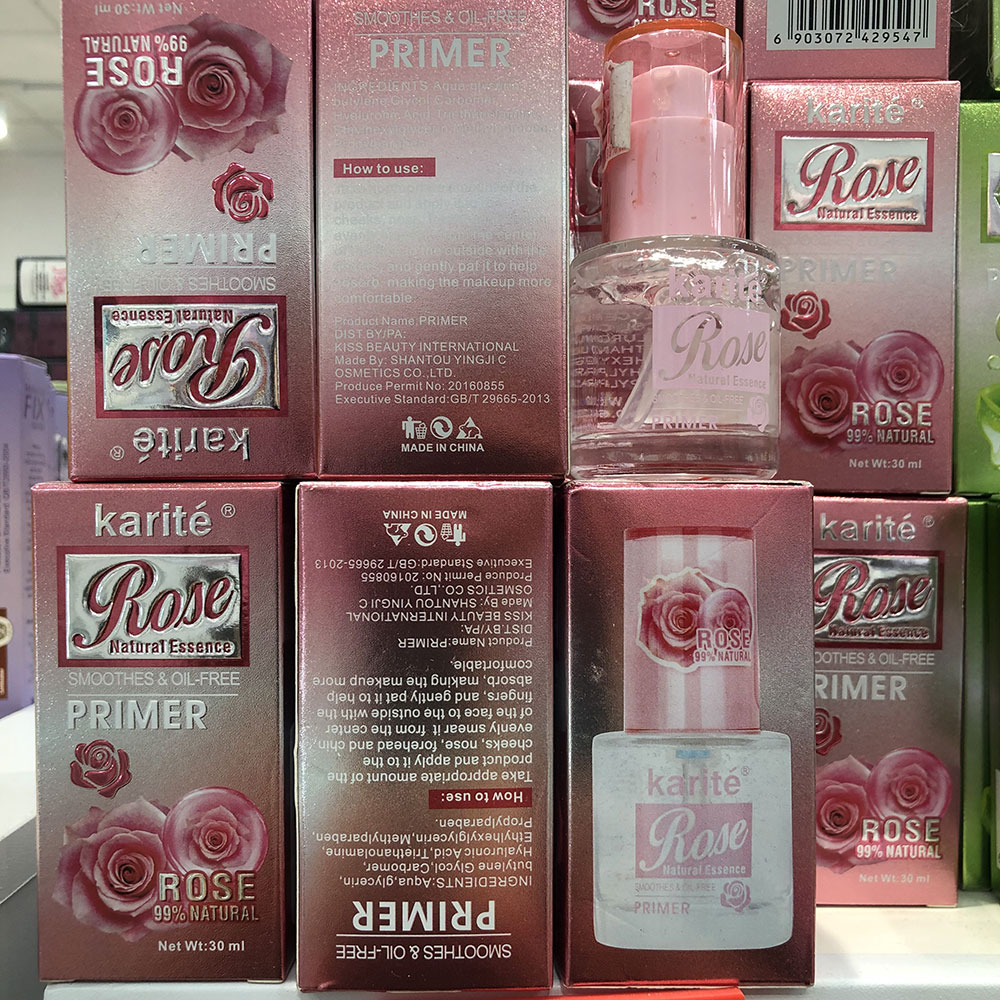 Net Wt:30 ml
ROSE
99% NATURAL
PRIMER
SMOOTHES & OIL-FREE
Rose
Natural Essence
karité ®
SMOOTHES & OIL-FREE
PRIMER
INGREDIENTS
How to use:
making the makeup more
comfortable.
Product Name,PRIMER
DIST.BY/PA:
KISS BEAUTY INTERNATIONAL
Made By: SHANTOU YINGJI C
OSMETICS CO.,LTD.
Produce Permit No: 20160855
Executive Standard:GB/T 29665-2013
MADE IN CHINA
ROSE
karité
Rose
Natural Essence
SMOOTHES & OIL-FREE
PRIMER
6 903072 429547
karité ®
Rose
Natural Essence
PRIMER
ROSE
99% NATURAL
Net Wt:30 ml
karité ®
Rose
Natural Essence
SMOOTHES & OIL-FREE
PRIMER
ROSE
99% NATURAL
Net Wt:30 ml
SMOOTHES & OIL-FREE
PRIMER
INGREDIENTS:Aqua,glycerin,
butylene Glycol,Carbomer,
Hyaluronic Acid,Triethanolamine,
Ethylhexylglycerin,Methylparaben,
Propylparaben.
How to use:
Take appropriate amount of the
product and apply it to the
cheeks, nose, forehead and chin,
evenly smear it from the center
of the face to the outside with the
fingers, and gently pat it to help
absorb, making the makeup more
comfortable.
Product Name:PRIMER
DIST.BY/PA:
KISS BEAUTY INTERNATIONAL
Made By: SHANTOU YINGJI C
OSMETICS CO.,LTD.
Produce Permit No: 20160855
Executive Standard:GB/T 29665-2013
MADE IN CHINA
ROSE
99% NATURAL
karité ®
Rose
Natural Essence
SMOOTHES & OIL-FREE
PRIMER
karité ®
Rose
Natural Essence
SMOOTHES & OIL-FREE
PRIMER
ROSE
99% NATURAL
Net Wt:30 ml
FIX